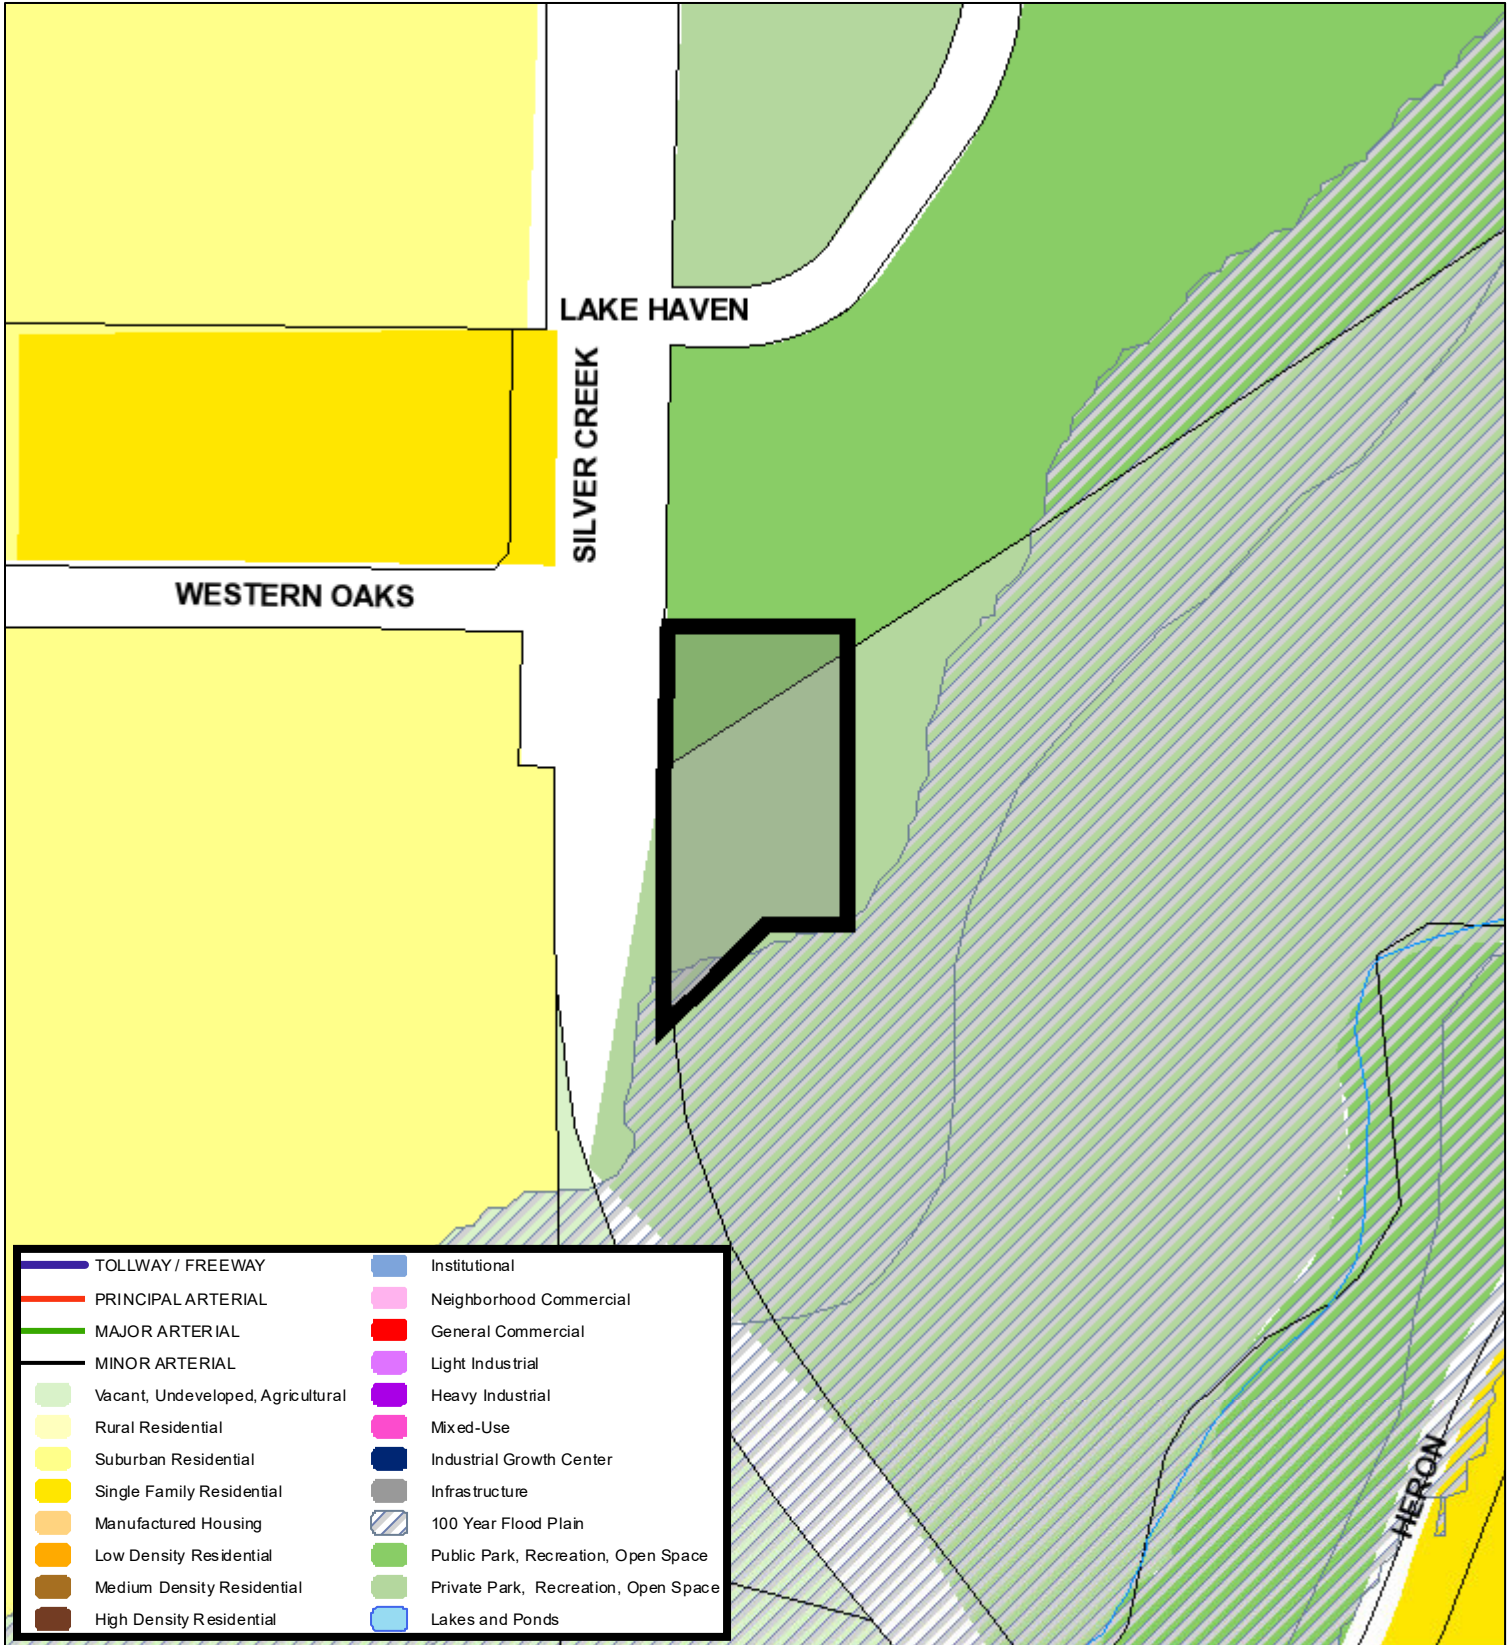 LAKE HAVEN
SILVER CREEK
WESTERN OAKS
HERON
TOLLWAY / FREEWAY
PRINCIPAL ARTERIAL
MAJOR ARTERIAL
MINOR ARTERIAL
Vacant, Undeveloped, Agricultural
Rural Residential
Suburban Residential
Single Family Residential
Manufactured Housing
Low Density Residential
Medium Density Residential
High Density Residential
Institutional
Neighborhood Commercial
General Commercial
Light Industrial
Heavy Industrial
Mixed-Use
Industrial Growth Center
Infrastructure
100 Year Flood Plain
Public Park, Recreation, Open Space
Private Park, Recreation, Open Space
Lakes and Ponds